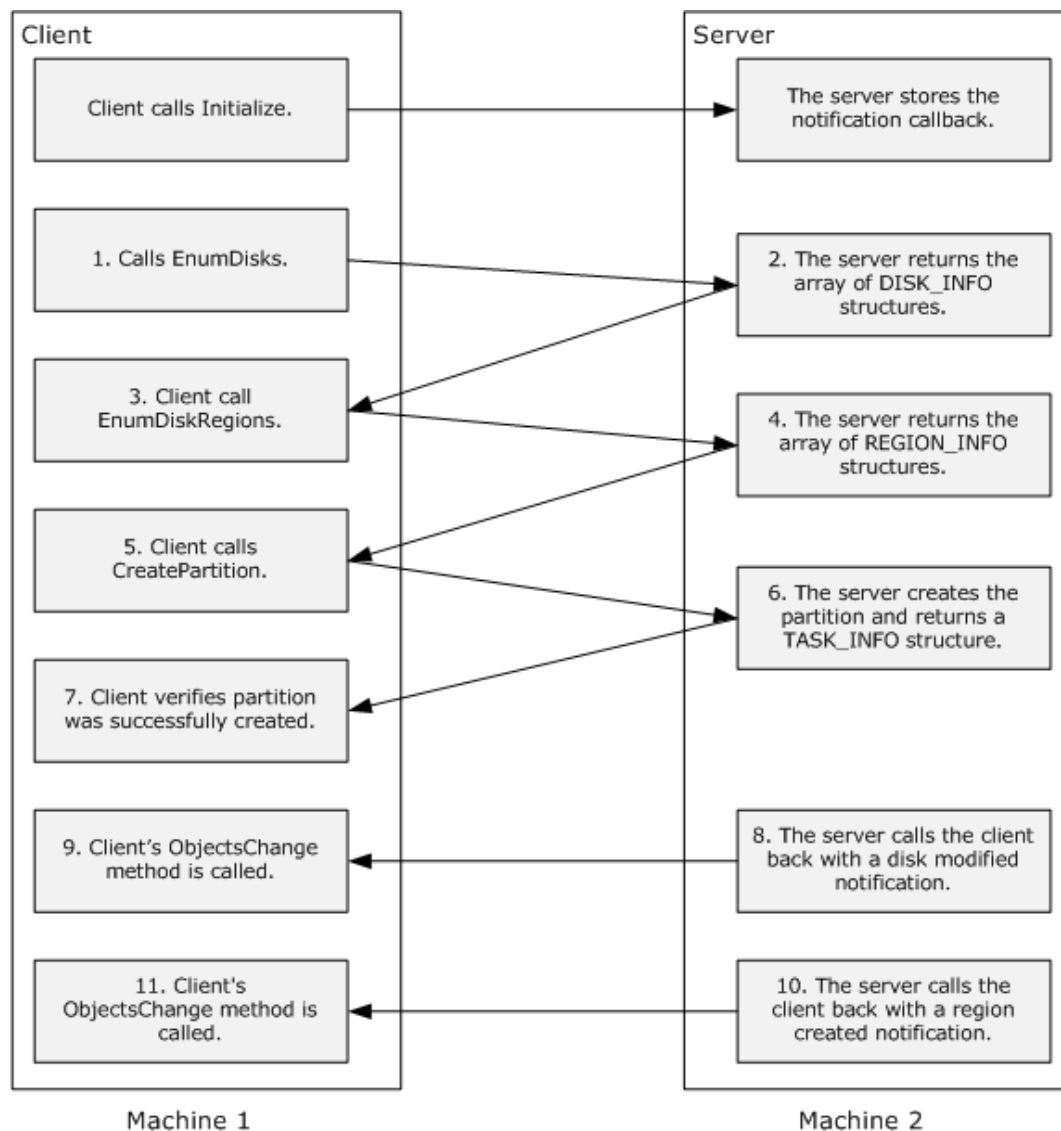 Client
Server
Client calls Initialize.
The server stores the
notification callback.
1. Calls EnumDisks.
2. The server returns the
array of DISK_INFO
structures.
3. Client call
EnumDiskRegions.
4. The server returns the
array of REGION_INFO
structures.
5. Client calls
CreatePartition.
6. The server creates the
partition and returns a
TASK_INFO structure.
7. Client verifies partition
was successfully created.
8. The server calls the client
back with a disk modified
notification.
9. Client’s ObjectsChange
method is called.
10. The server calls the
client back with a region
created notification.
11. Client's
ObjectsChange method is
called.
Machine 1
Machine 2